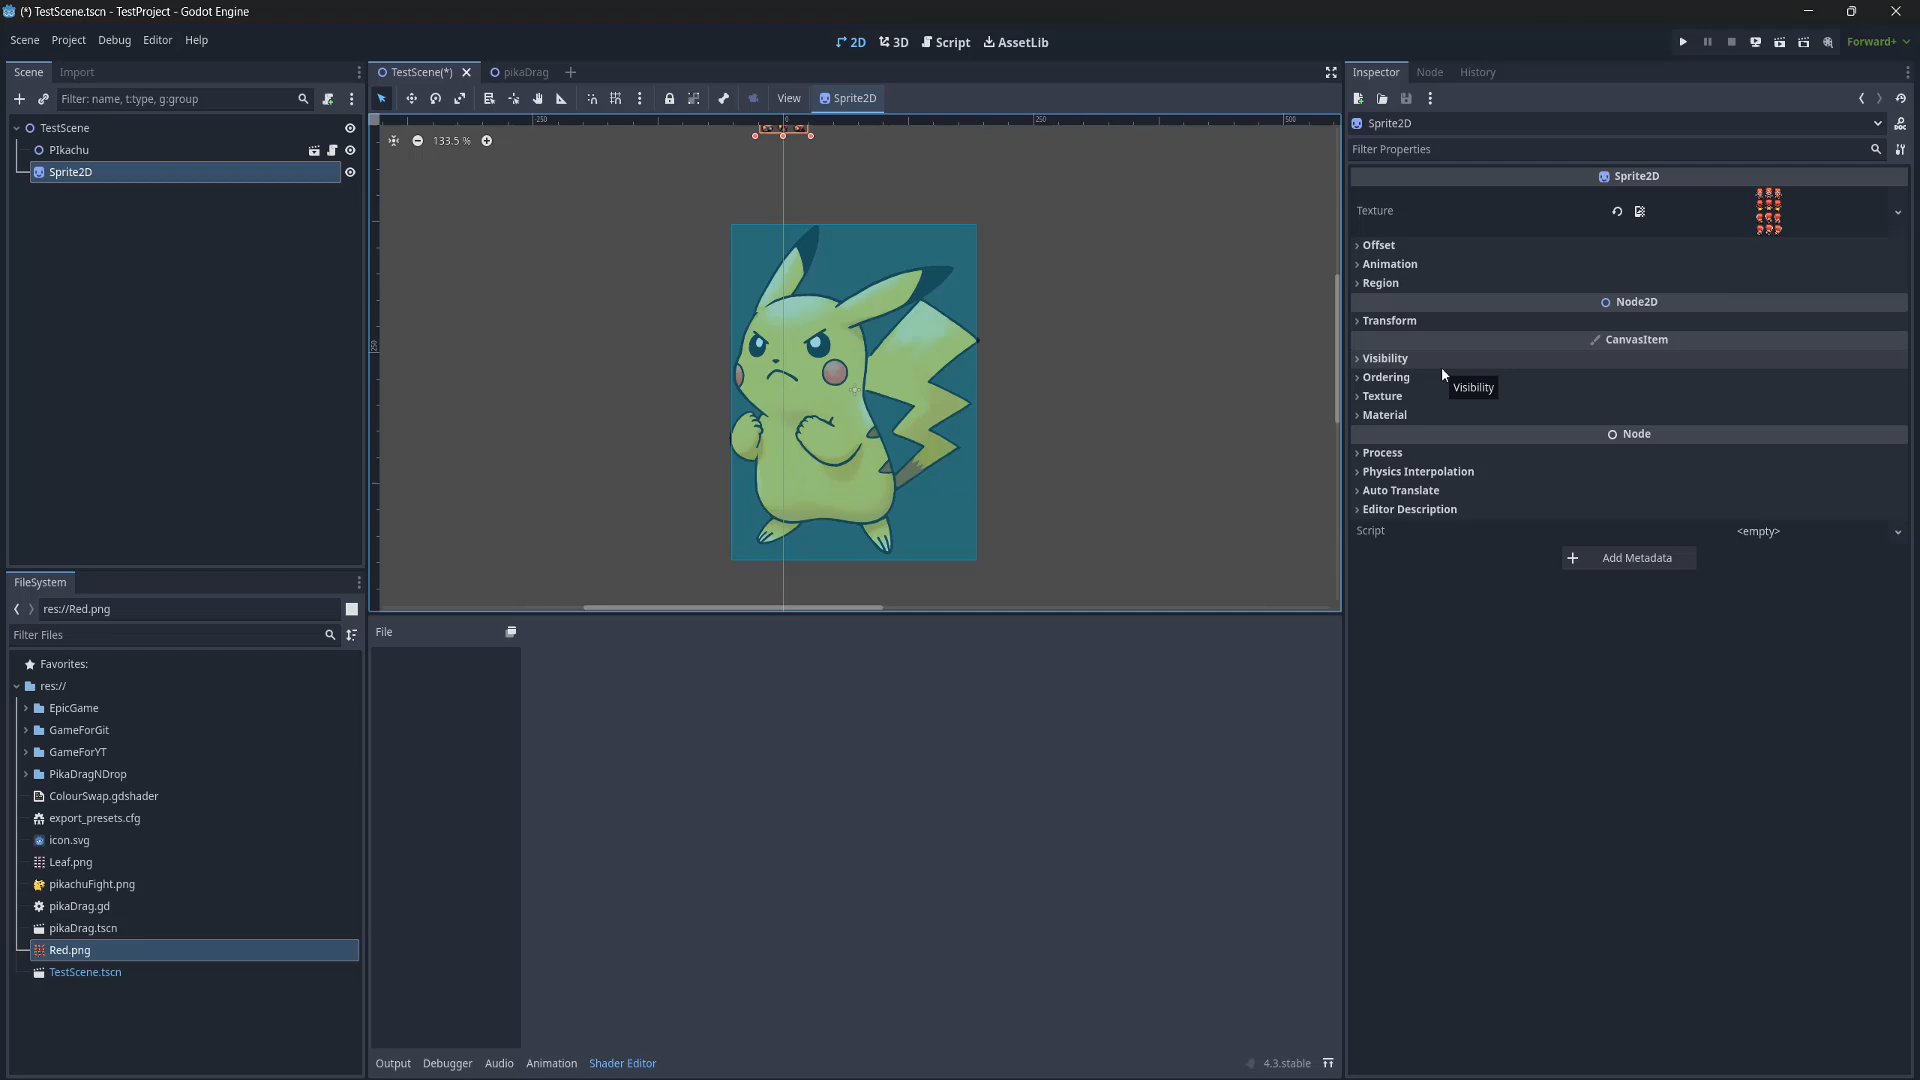 (*) TestScene.tscn - TestProject - Godot Engine
Scene Project Debug Editor Help
2D 3D Script AssetLib
Forward+
Scene Import
Filter: name, t:type, g:group
TestScene
PIkachu
Sprite2D
TestScene(*) pikaDrag
View Sprite2D
-250 0 250 500
133.5 %
250
Inspector Node History
Sprite2D
Filter Properties
Sprite2D
Texture
Offset
Animation
Region
Node2D
Transform
CanvasItem
Visibility
Ordering
Visibility
Texture
Material
Node
Process
Physics Interpolation
Auto Translate
Editor Description
Script <empty>
Add Metadata
FileSystem
res://Red.png
Filter Files
Favorites:
res://
EpicGame
GameForGit
GameForYT
PikaDragNDrop
ColourSwap.gdshader
export_presets.cfg
icon.svg
Leaf.png
pikachuFight.png
pikaDrag.gd
pikaDrag.tscn
Red.png
TestScene.tscn
File
Output Debugger Audio Animation Shader Editor
4.3.stable